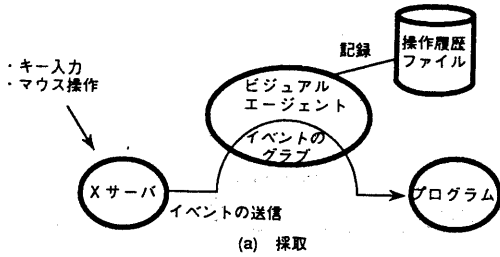 ・キー入力
・マウス操作
記録
操作履歴
ファイル
ビジュアル
エージェント
イベントの
グラブ
Xサーバ
イベントの送信
プログラム
(a) 採取